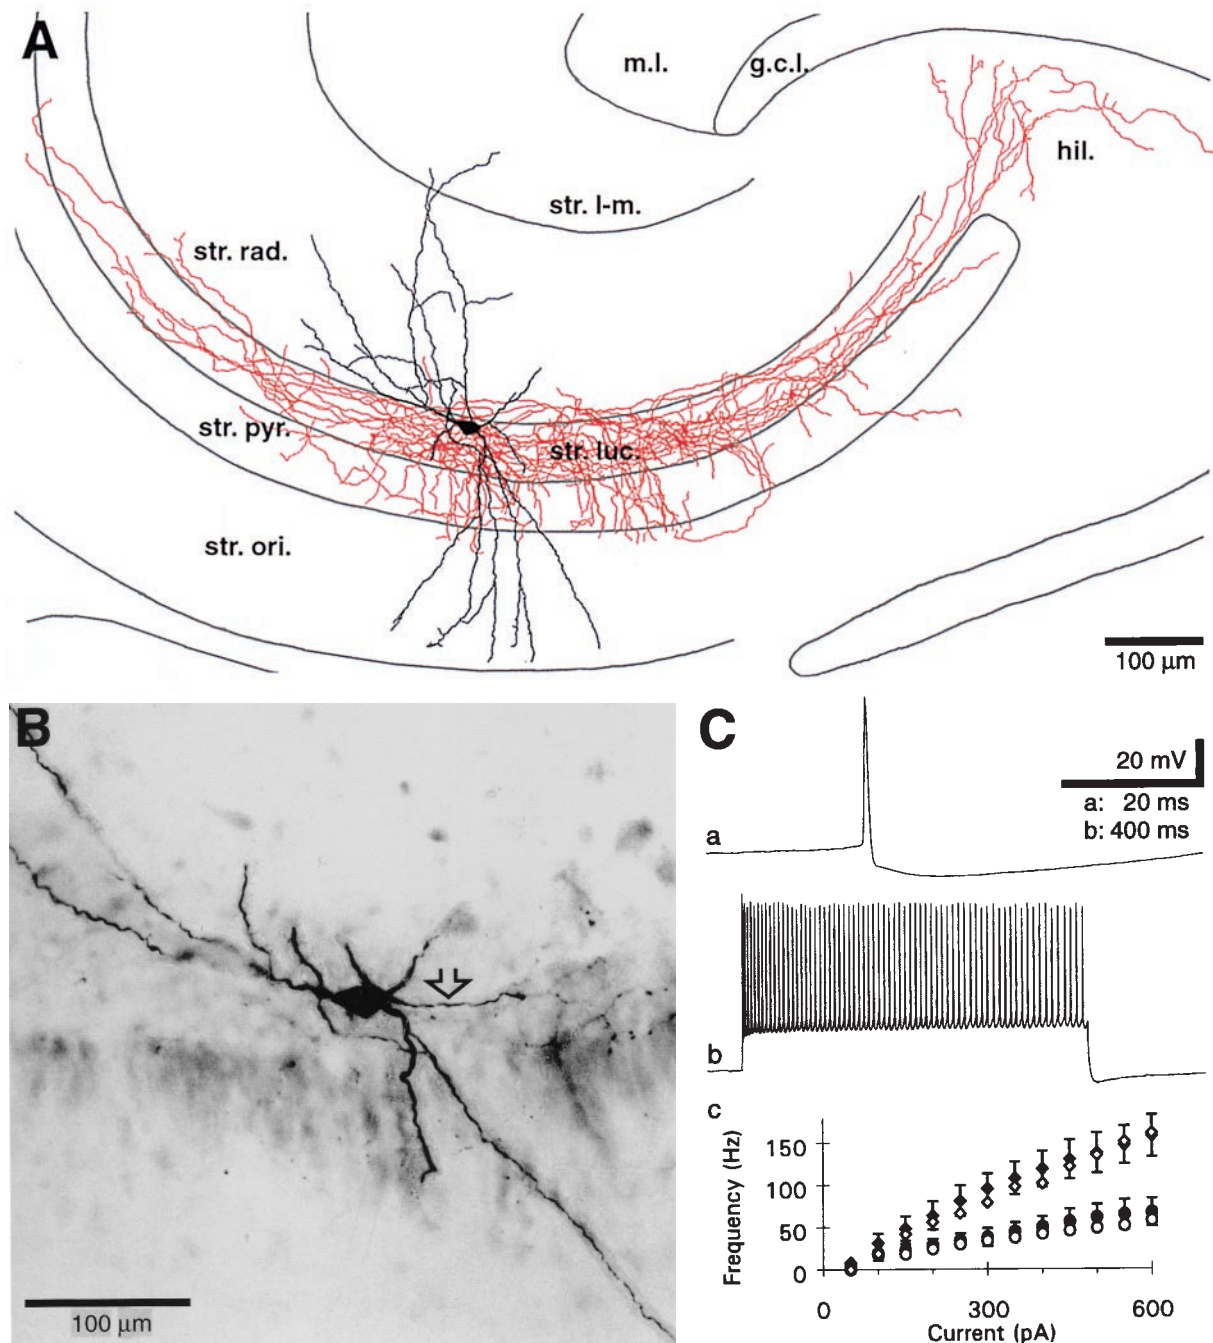 A
m.l.
g.c.l.
hil.
str. l-m.
str. rad.
str. pyr.
str. luc.
str. ori.
100 µm
B
100 µm
C
20 mV
a: 20 ms
b: 400 ms
a
b
c
Frequency (Hz)
150
100
50
0
0
300
600
Current (pA)